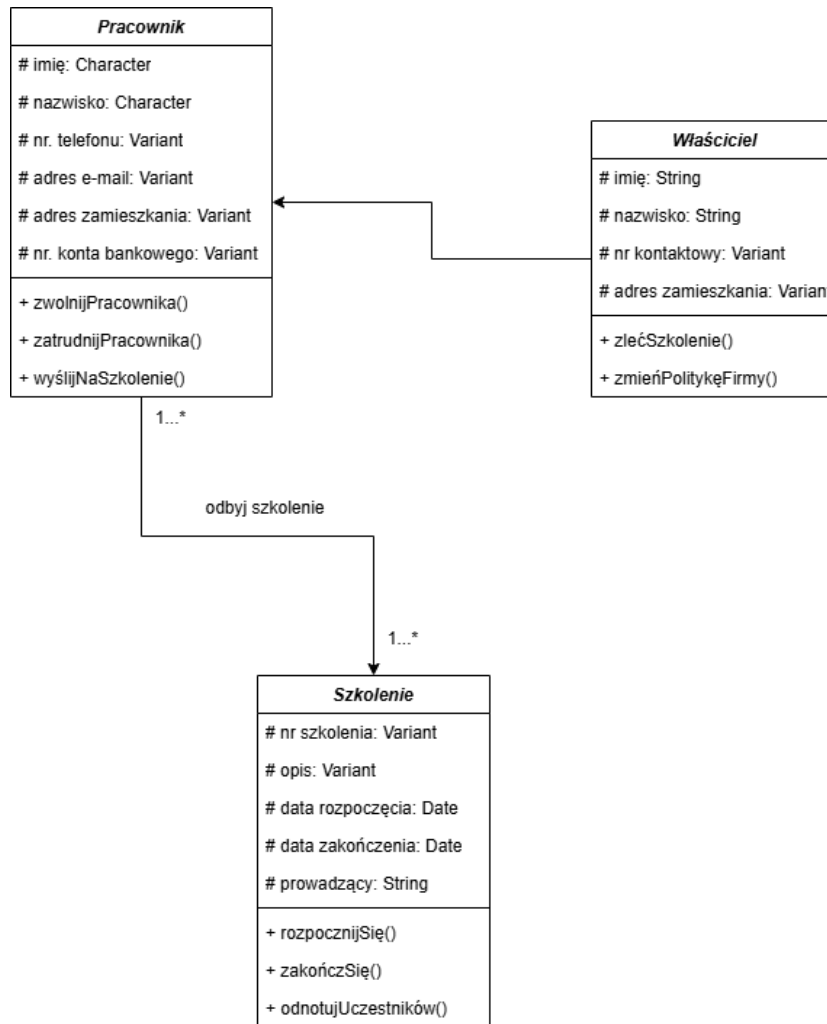 Pracownik
# imię: Character
# nazwisko: Character
# nr. telefonu: Variant
# adres e-mail: Variant
# adres zamieszkania: Variant
# nr. konta bankowego: Variant
+ zwolnijPracownika()
+ zatrudnijPracownika()
+ wyślijNaSzkolenie()
Właściciel
# imię: String
# nazwisko: String
# nr kontaktowy: Variant
# adres zamieszkania: Variant
+ zlećSzkolenie()
+ zmieńPolitykęFirmy()
1...*
odbyj szkolenie
1...*
Szkolenie
# nr szkolenia: Variant
# opis: Variant
# data rozpoczęcia: Date
# data zakończenia: Date
# prowadzący: String
+ rozpocznijSię()
+ zakończSię()
+ odnotujUczestników()